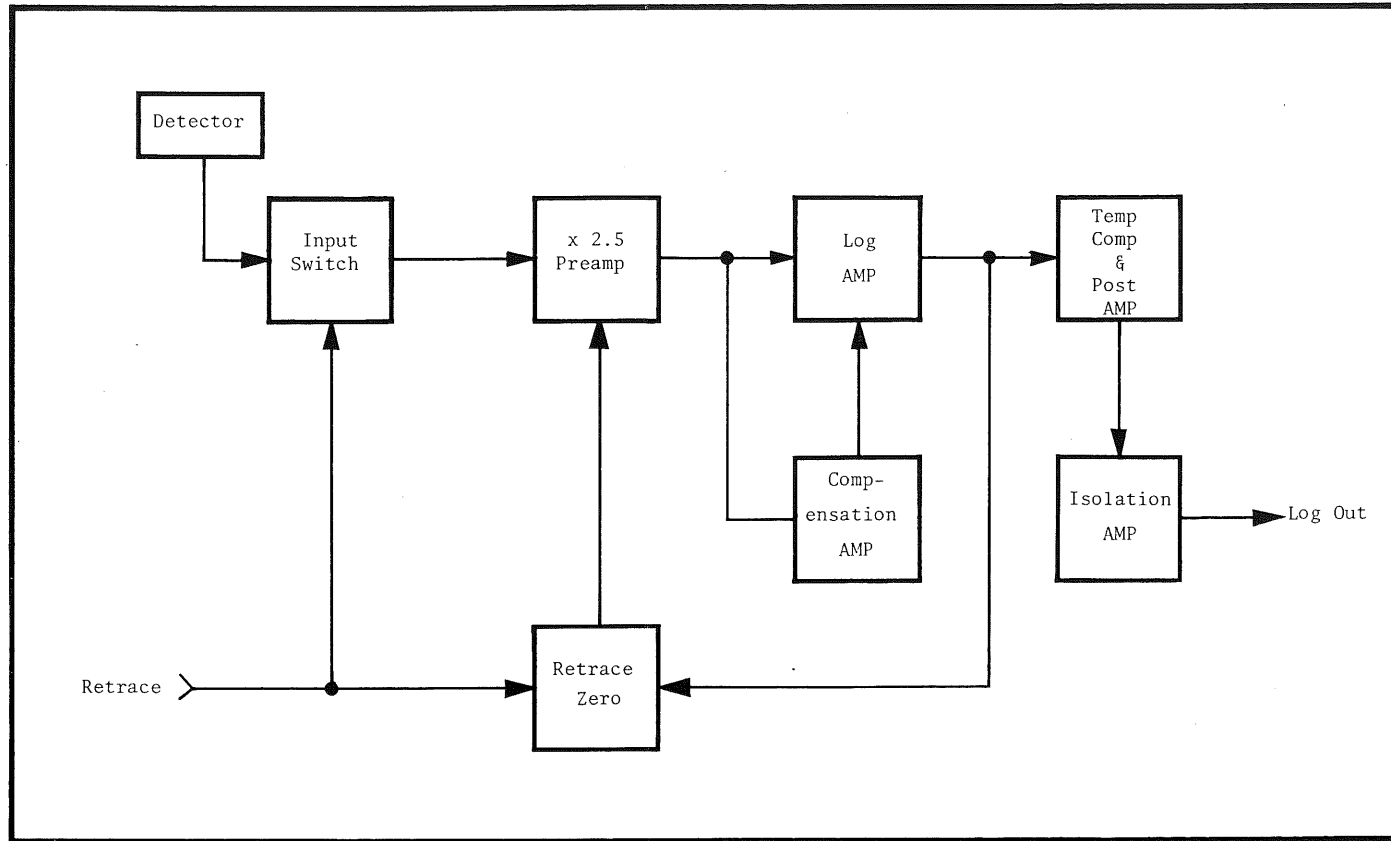 Detector
Input
Switch
x 2.5
Preamp
Log
AMP
Temp
Comp
&
Post
AMP
Comp-
ensation
AMP
Isolation
AMP
Log Out
Retrace
Retrace
Zero